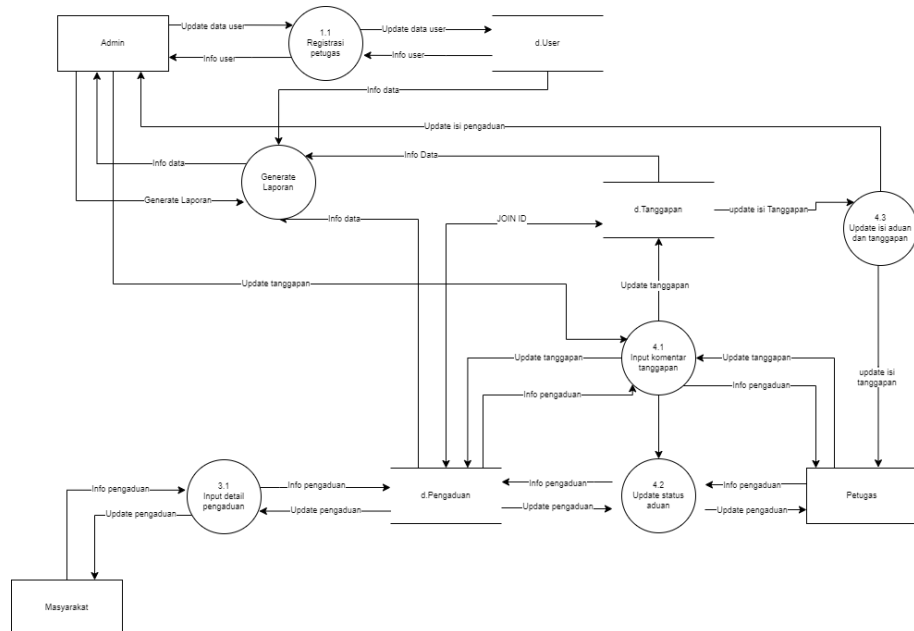 Admin
Update data user
1.1
Registrasi
petugas
Update data user
d.User
Info user
Info user
Info data
Update isi pengaduan
Info data
Generate
Laporan
Info Data
Generate Laporan
Info data
JOIN ID
d.Tanggapan
update isi Tanggapan
4.3
Update isi aduan
dan tanggapan
Update tanggapan
Update tanggapan
4.1
Input komentar
tanggapan
Update tanggapan
Update tanggapan
update isi
tanggapan
Info pengaduan
Info pengaduan
3.1
Input detail
pengaduan
Info pengaduan
Info pengaduan
d.Pengaduan
Info pengaduan
4.2
Update status
aduan
Info pengaduan
Petugas
Update pengaduan
Update pengaduan
Update pengaduan
Update pengaduan
Masyarakat